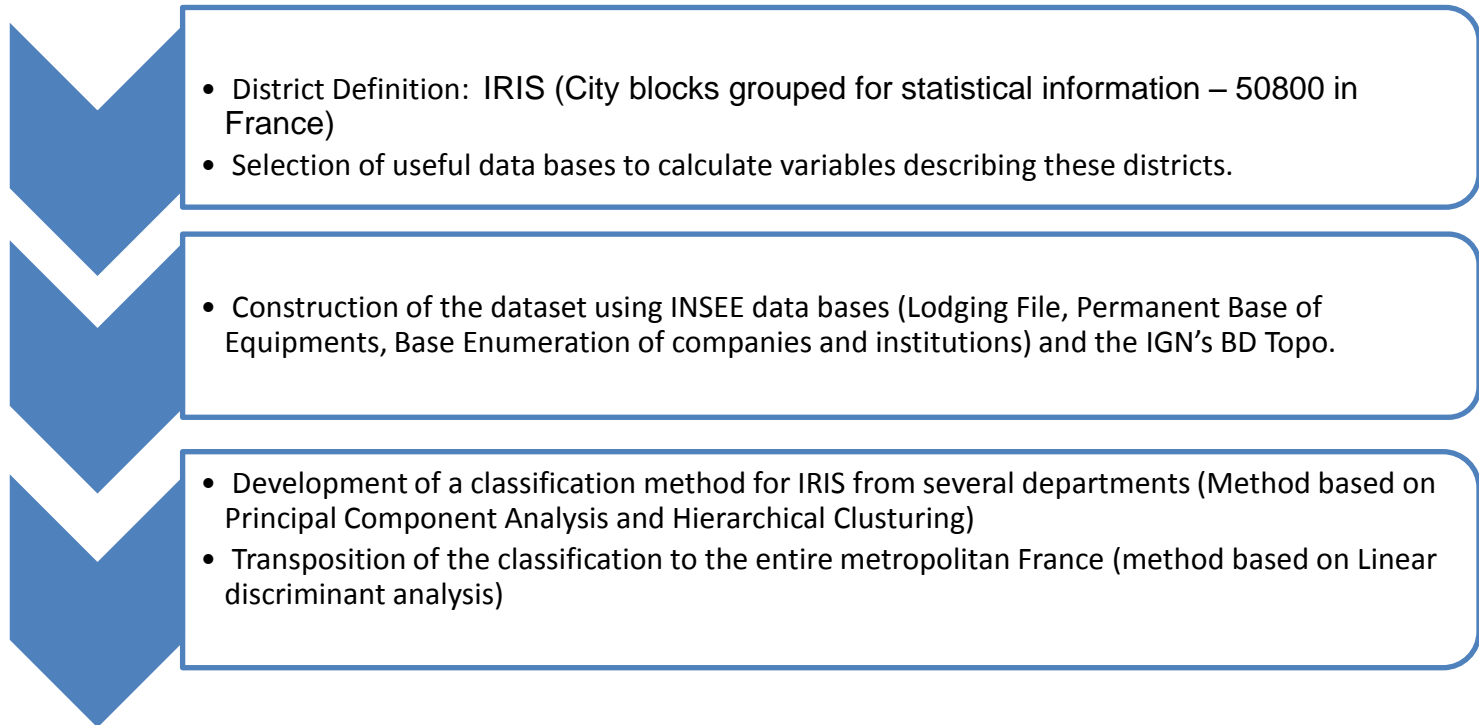 • District Definition: IRIS (City blocks grouped for statistical information – 50800 in
France)
• Selection of useful data bases to calculate variables describing these districts.
• Construction of the dataset using INSEE data bases (Lodging File, Permanent Base of
Equipments, Base Enumeration of companies and institutions) and the IGN’s BD Topo.
• Development of a classification method for IRIS from several departments (Method based on
Principal Component Analysis and Hierarchical Clusturing)
• Transposition of the classification to the entire metropolitan France (method based on Linear
discriminant analysis)